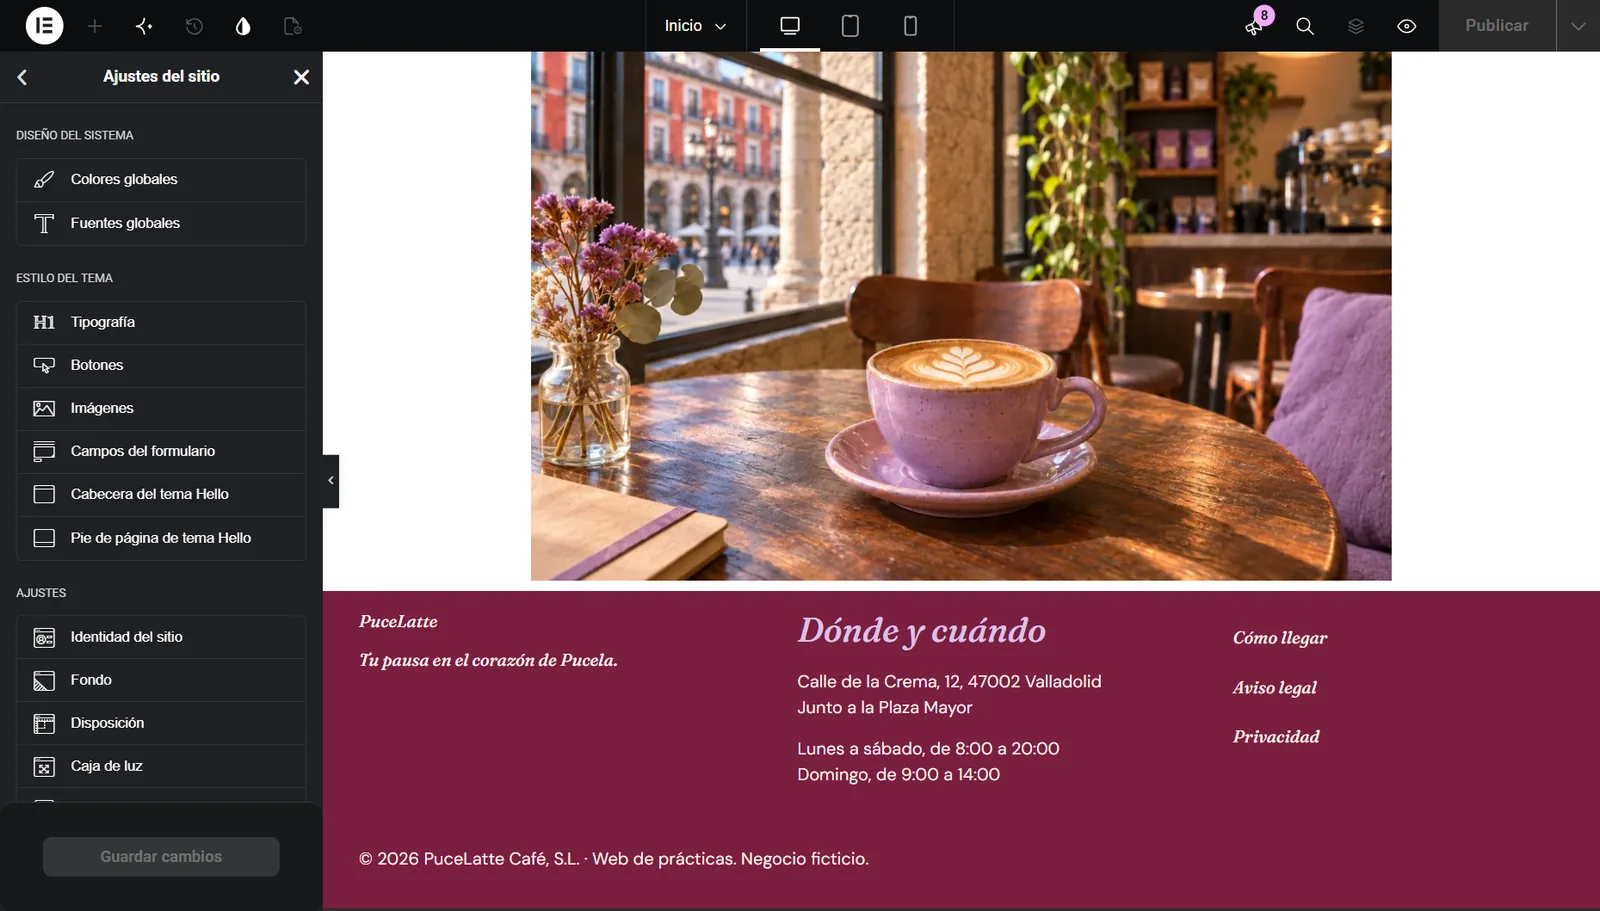 Inicio
8
Publicar
Ajustes del sitio
DISEÑO DEL SISTEMA
Colores globales
Fuentes globales
ESTILO DEL TEMA
H1 Tipografía
Botones
Imágenes
Campos del formulario
Cabecera del tema Hello
Pie de página de tema Hello
AJUSTES
Identidad del sitio
Fondo
Disposición
Caja de luz
Guardar cambios
PuceLatte
Tu pausa en el corazón de Pucela.
Dónde y cuándo
Calle de la Crema, 12, 47002 Valladolid
Junto a la Plaza Mayor
Lunes a sábado, de 8:00 a 20:00
Domingo, de 9:00 a 14:00
Cómo llegar
Aviso legal
Privacidad
© 2026 PuceLatte Café, S.L. · Web de prácticas. Negocio ficticio.